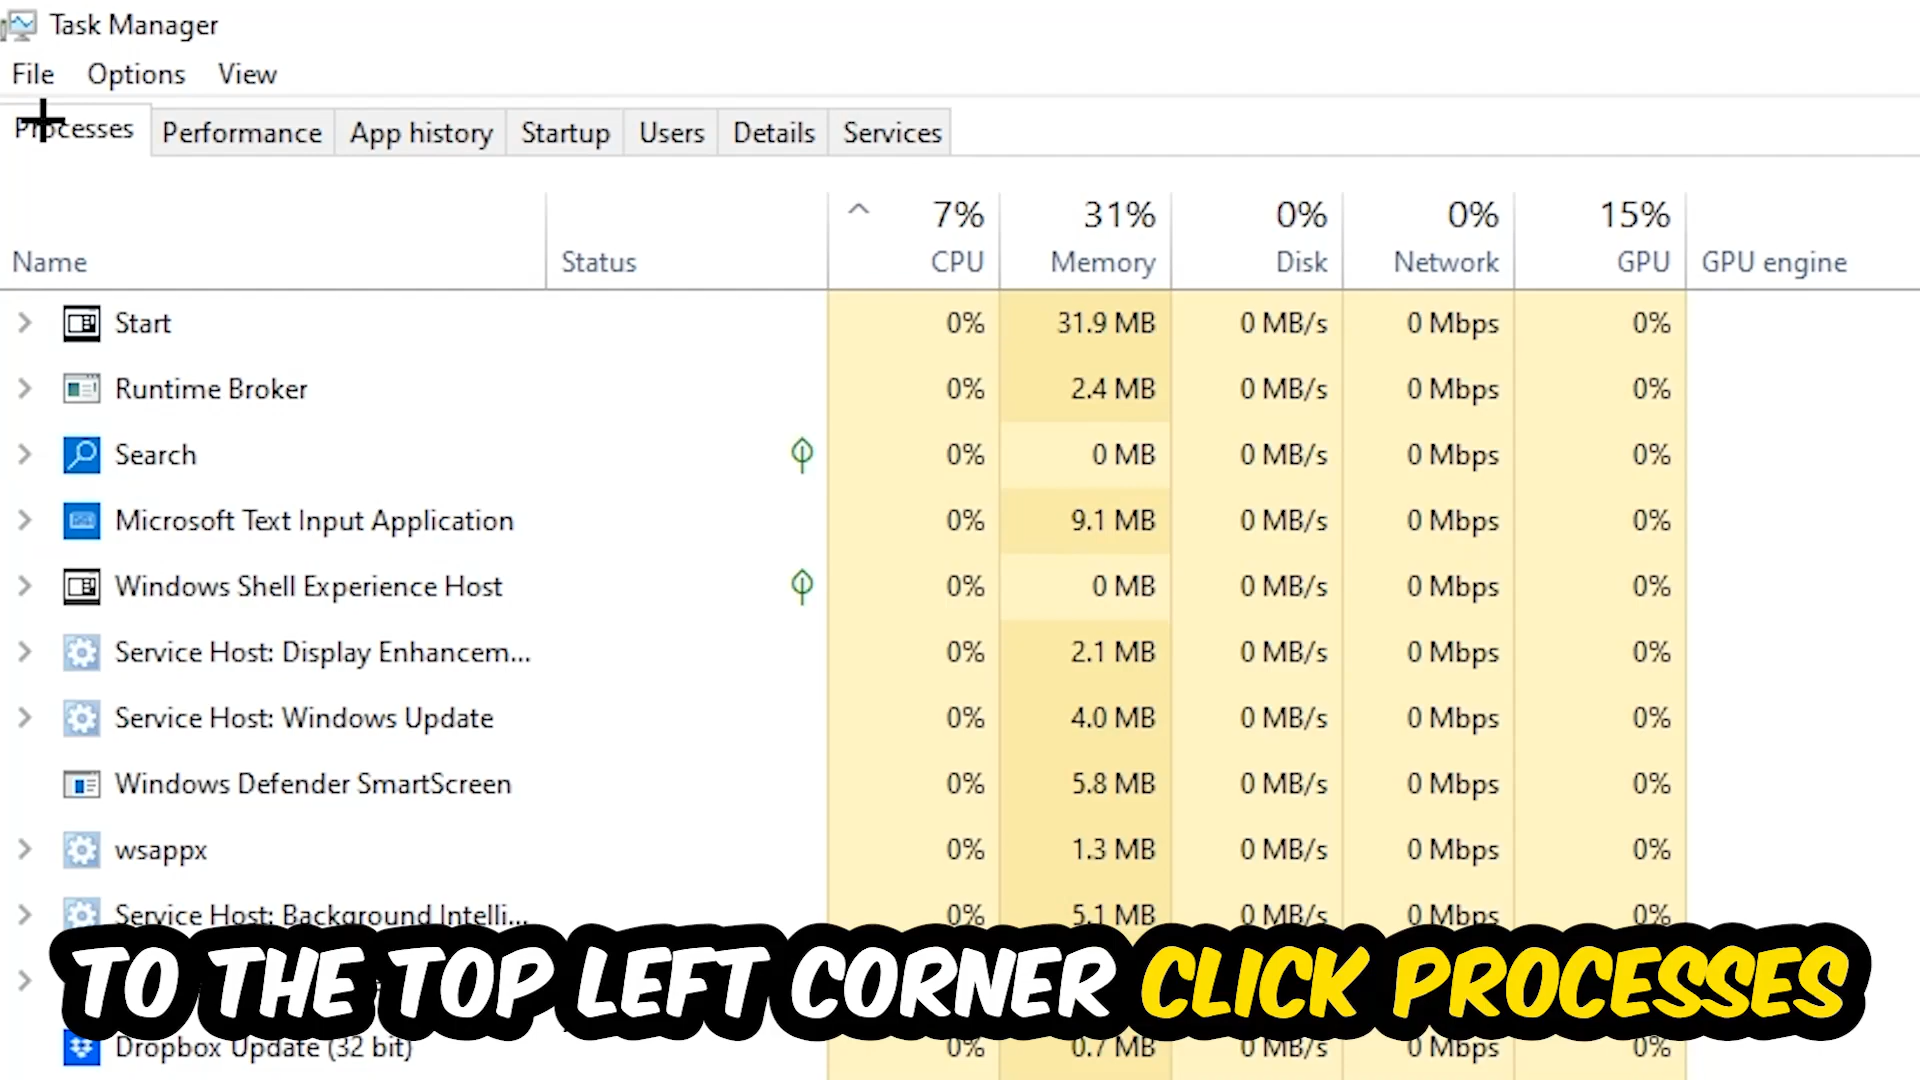 Task Manager
File Options View
Processes Performance App history Startup Users Details Services
7% 31% 0% 0% 15%
Name Status CPU Memory Disk Network GPU GPU engine
Start 0% 31.9 MB 0 MB/s 0 Mbps 0%
Runtime Broker 0% 2.4 MB 0 MB/s 0 Mbps 0%
Search 0% 0 MB 0 MB/s 0 Mbps 0%
Microsoft Text Input Application 0% 9.1 MB 0 MB/s 0 Mbps 0%
Windows Shell Experience Host 0% 0 MB 0 MB/s 0 Mbps 0%
Service Host: Display Enhancem... 0% 2.1 MB 0 MB/s 0 Mbps 0%
Service Host: Windows Update 0% 4.0 MB 0 MB/s 0 Mbps 0%
Windows Defender SmartScreen 0% 5.8 MB 0 MB/s 0 Mbps 0%
wsappx 0% 1.3 MB 0 MB/s 0 Mbps 0%
Service Host: Background Intelli... 0% 5.1 MB 0 MB/s 0 Mbps 0%
TO THE TOP LEFT CORNER CLICK PROCESSES
Dropbox Update (32 bit) 0% 0.7 MB 0 MB/s 0 Mbps 0%